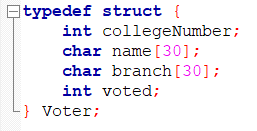 typedef struct {
int collegeNumber;
char name[30];
char branch[30];
int voted;
} Voter;